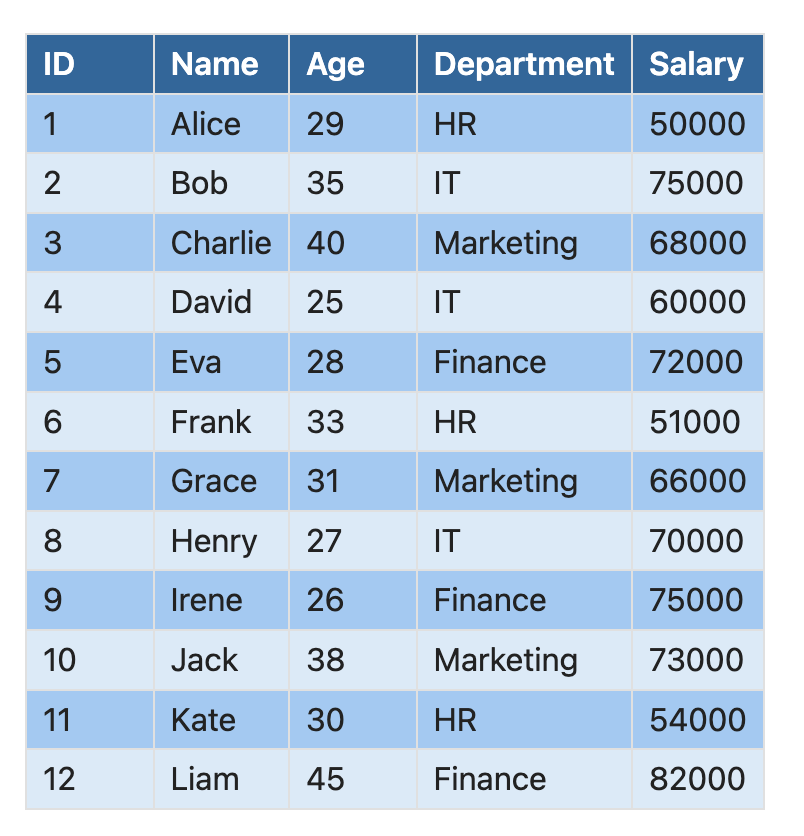 ID Name Age Department Salary
1 Alice 29 HR 50000
2 Bob 35 IT 75000
3 Charlie 40 Marketing 68000
4 David 25 IT 60000
5 Eva 28 Finance 72000
6 Frank 33 HR 51000
7 Grace 31 Marketing 66000
8 Henry 27 IT 70000
9 Irene 26 Finance 75000
10 Jack 38 Marketing 73000
11 Kate 30 HR 54000
12 Liam 45 Finance 82000